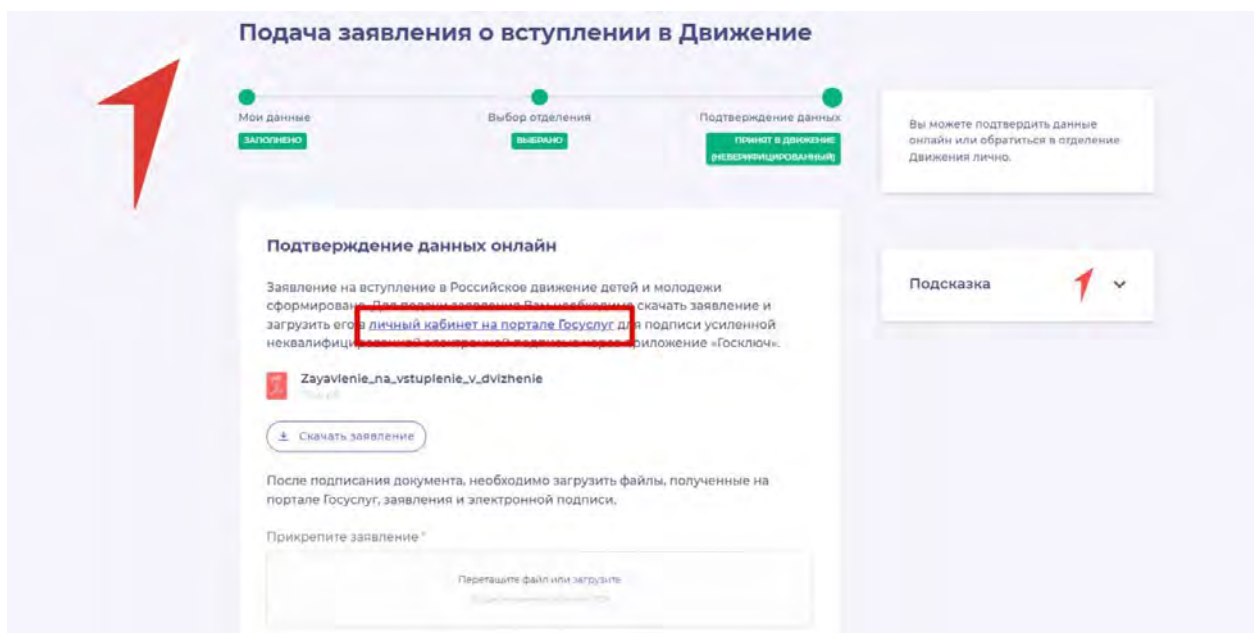 Подача заявления о вступлении в Движение
Мои данные
ЗАПОЛНЕНО
Выбор отделения
ВЫБРАНО
Подтверждение данных
ПРИНЯТ В ДВИЖЕНИЕ
(НЕВЕРИФИЦИРОВАННЫЙ)
Вы можете подтвердить данные
онлайн или обратиться в отделение
Движения лично.
Подсказка
Подтверждение данных онлайн
Заявление на вступление в Российское движение детей и молодежи
сформировано. Для подачи заявления Вам необходимо скачать заявление и
загрузить его в личный кабинет на портале Госуслуг для подписи усиленной
неквалифицированной электронной подписью через приложение «Госключ».
Zayavlenie_na_vstuplenie_v_dvizhenie
Скачать заявление
После подписания документа, необходимо загрузить файлы, полученные на
портале Госуслуг, заявления и электронной подписи.
Прикрепите заявление *
Перетащите файл или загрузите